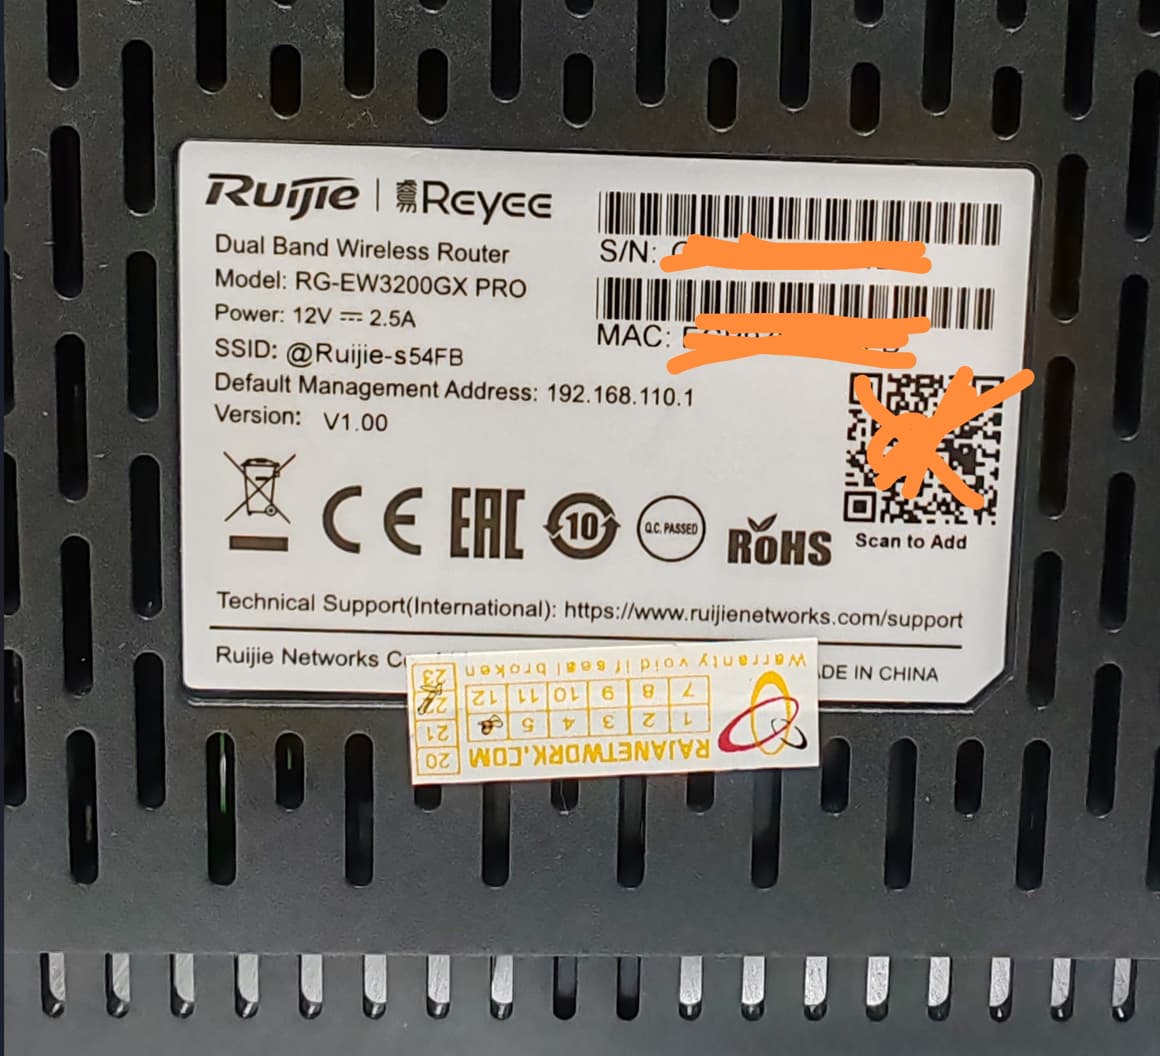 Ruijie | Reyee
Dual Band Wireless Router
Model: RG-EW3200GX PRO
Power: 12V ⎓ 2.5A
SSID: @Ruijie-s54FB
Default Management Address: 192.168.110.1
Version: V1.00
S/N:
MAC:
CE EAC 10 Q.C. PASSED RoHS
Scan to Add
Technical Support(International): https://www.ruijienetworks.com/support
Ruijie Networks
IN CHINA
Warranty void if seal broken
7 8 9 10 11 12 23
1 2 3 4 5 21
RAJANETWORK.COM 20